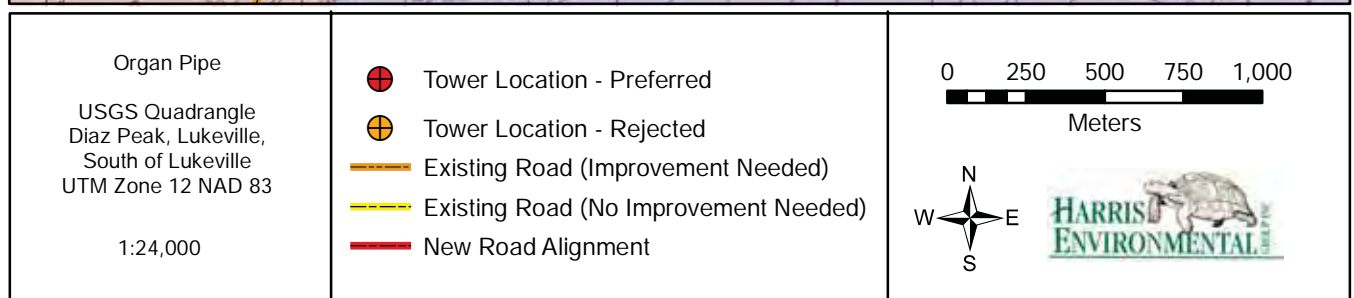 Organ Pipe
USGS Quadrangle
Diaz Peak, Lukeville,
South of Lukeville
UTM Zone 12 NAD 83
1:24,000
Tower Location - Preferred
Tower Location - Rejected
Existing Road (Improvement Needed)
Existing Road (No Improvement Needed)
New Road Alignment
0 250 500 750 1,000
Meters
N
W E
S
HARRIS
ENVIRONMENTAL
GROUP INC